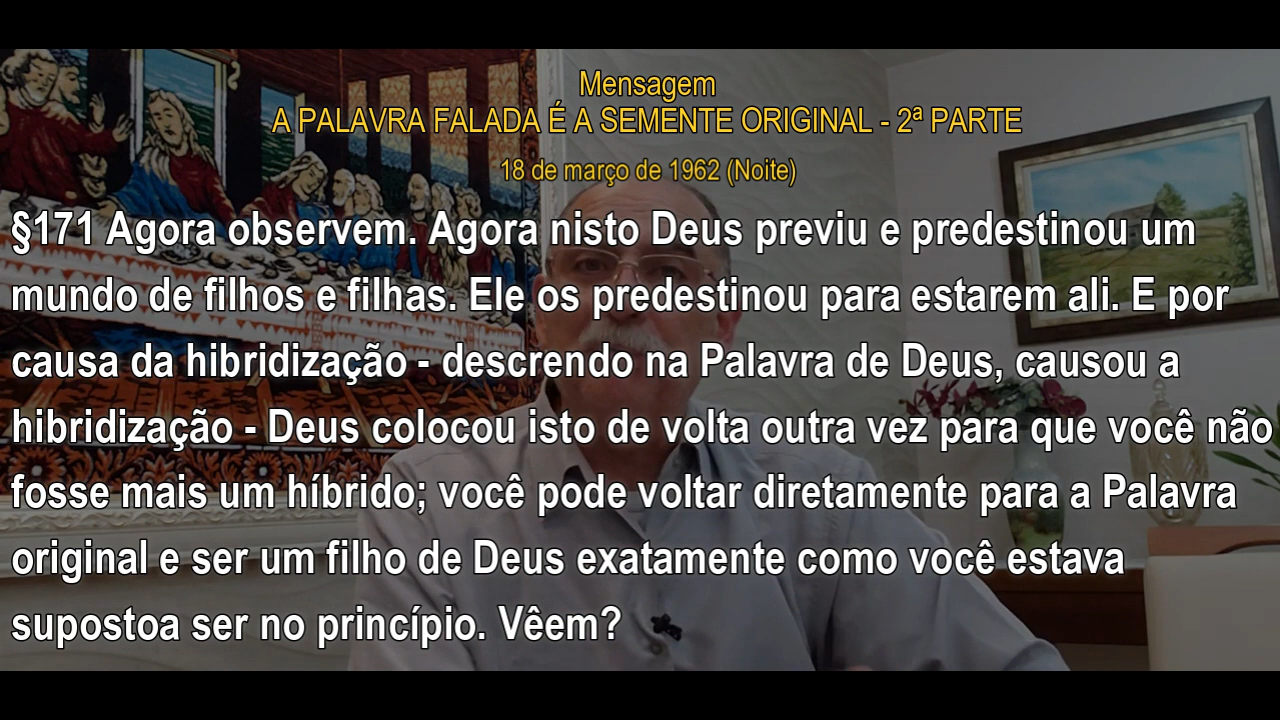 Mensagem
A PALAVRA FALADA É A SEMENTE ORIGINAL - 2ª PARTE
18 de março de 1962 (Noite)
§171 Agora observem. Agora nisto Deus previu e predestinou um
mundo de filhos e filhas. Ele os predestinou para estarem ali. E por
causa da hibridização - descrendo na Palavra de Deus, causou a
hibridização - Deus colocou isto de volta outra vez para que você não
fosse mais um híbrido; você pode voltar diretamente para a Palavra
original e ser um filho de Deus exatamente como você estava
supostoa ser no princípio. Vêem?